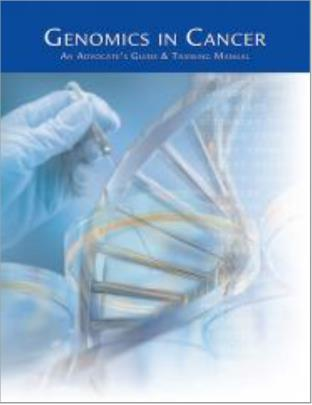 GENOMICS IN CANCER
AN ADVOCATE'S GUIDE & TRAINING MANUAL